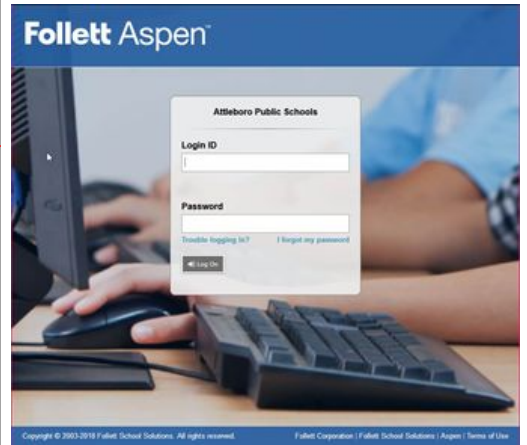 Follett Aspen™
Attleboro Public Schools
Login ID
Password
Trouble logging in? I forgot my password
Log On
Copyright © 2003-2018 Follett School Solutions. All rights reserved. Follett Corporation | Follett School Solutions | Aspen | Terms of Use